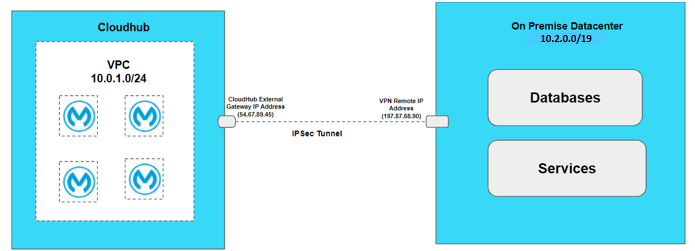 Cloudhub
VPC
10.0.1.0/24
CloudHub External
Gateway IP Address
(54.67.89.45)
IPSec Tunnel
VPN Remote IP
Address
(197.87.68.90)
On Premise Datacenter
10.2.0.0/19
Databases
Services